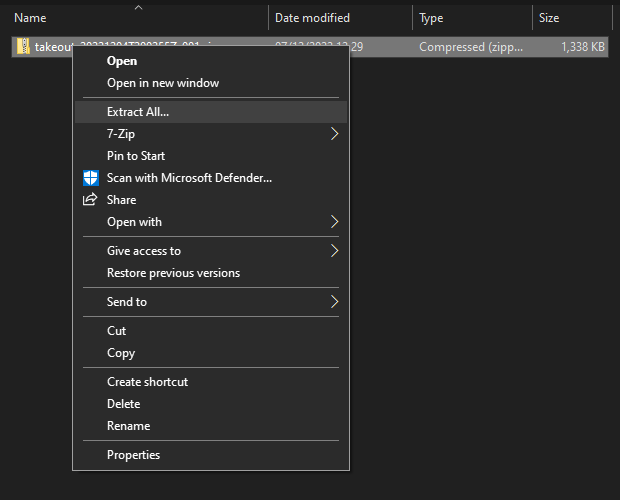 Name Date modified Type Size
takeout 29 Compressed (zipp... 1,338 KB
Open
Open in new window
Extract All...
7-Zip
Pin to Start
Scan with Microsoft Defender...
Share
Open with
Give access to
Restore previous versions
Send to
Cut
Copy
Create shortcut
Delete
Rename
Properties